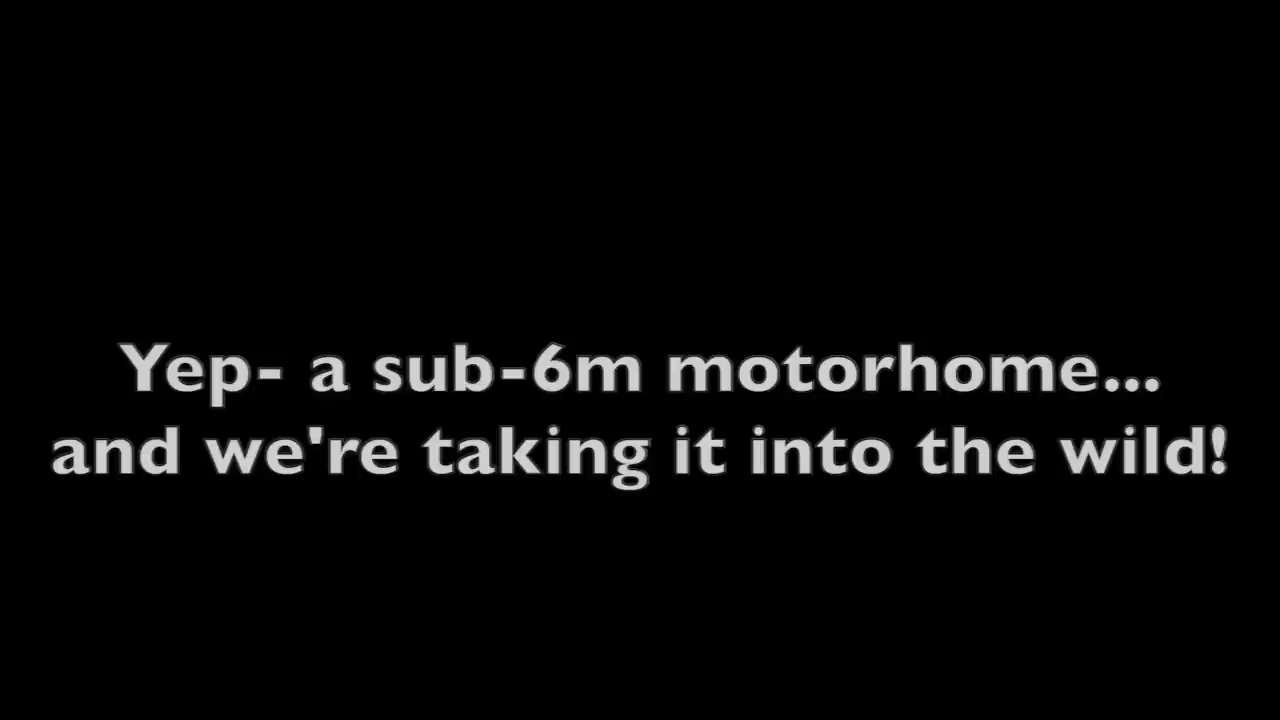 Yep- a sub-6m motorhome...
and we're taking it into the wild!